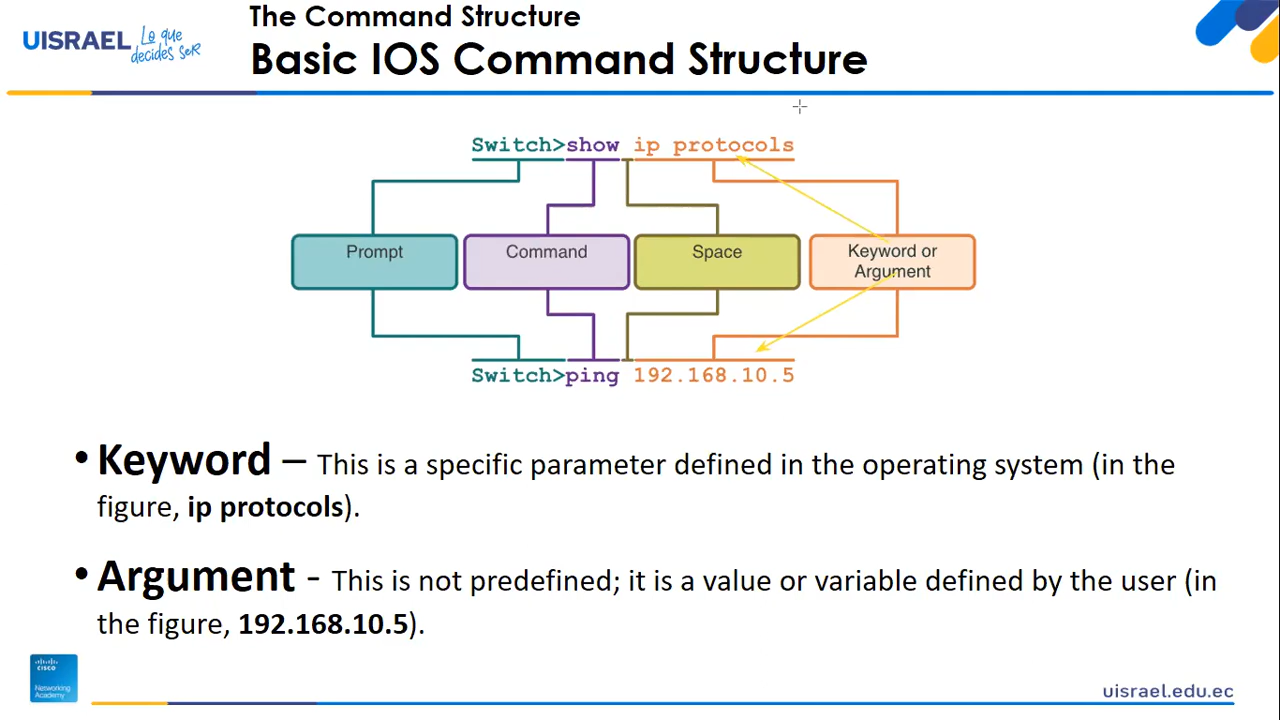 The Command Structure
UISRAEL Lo que decides ser
Basic IOS Command Structure
Switch>show ip protocols
Prompt
Command
Space
Keyword or
Argument
Switch>ping 192.168.10.5
• Keyword – This is a specific parameter defined in the operating system (in the
figure, ip protocols).
• Argument - This is not predefined; it is a value or variable defined by the user (in
the figure, 192.168.10.5).
cisco
Networking
Academy
uisrael.edu.ec